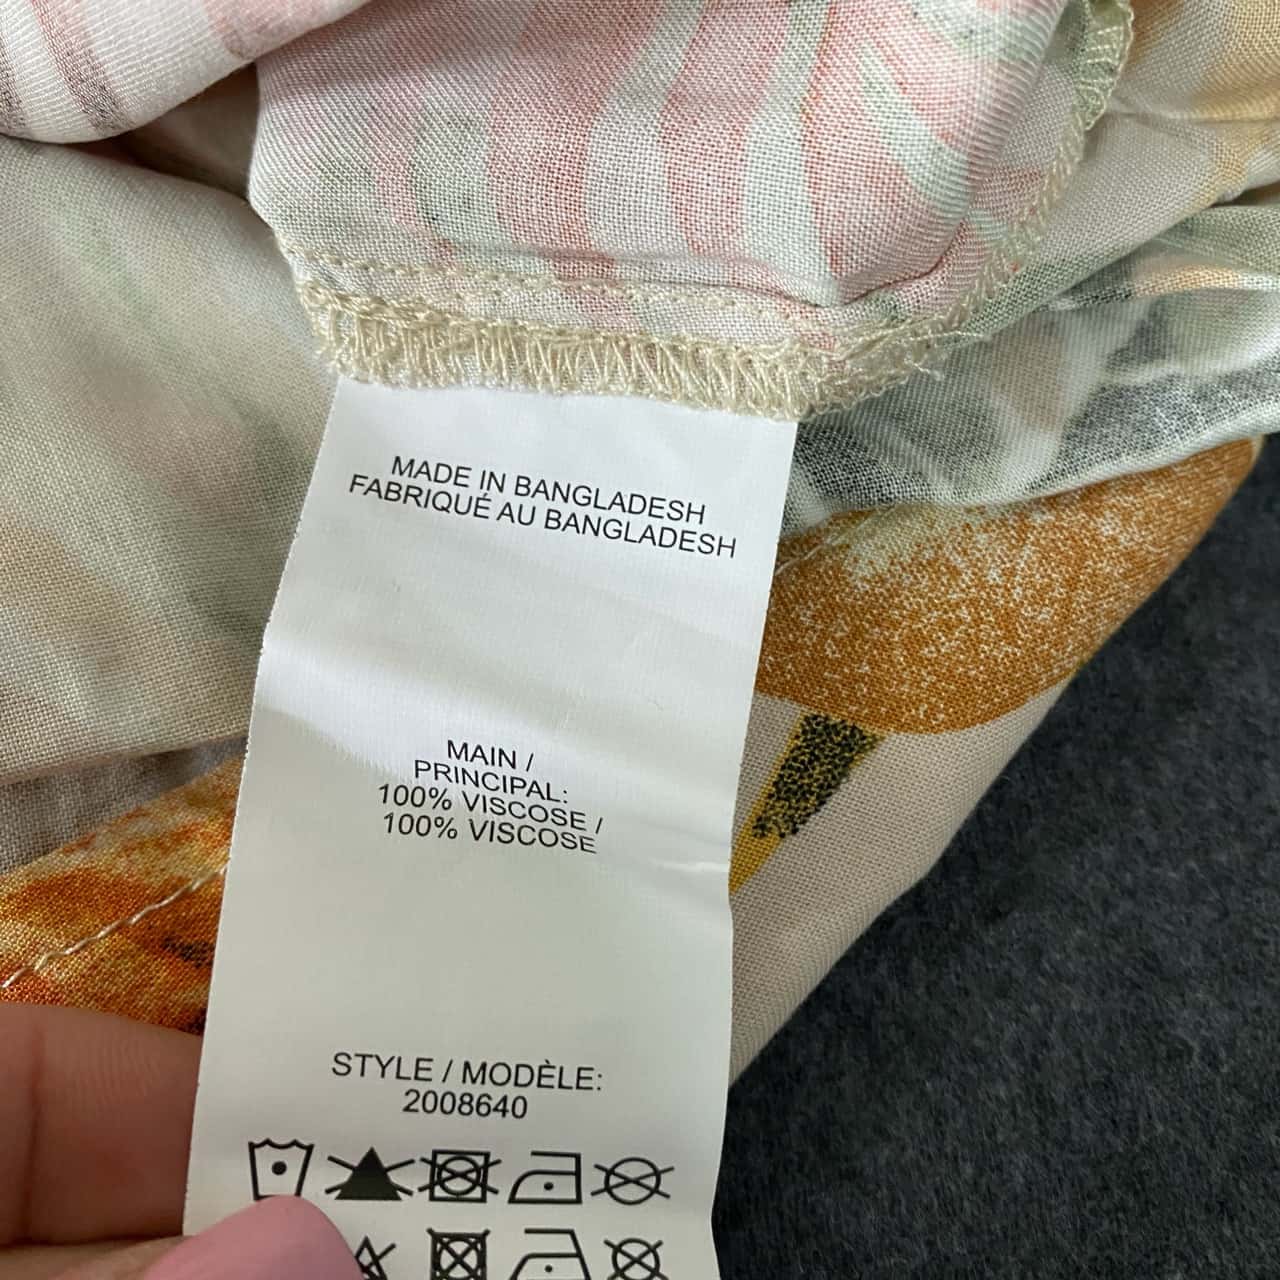 MADE IN BANGLADESH
FABRIQUÉ AU BANGLADESH
MAIN /
PRINCIPAL:
100% VISCOSE /
100% VISCOSE
STYLE / MODÈLE:
2008640